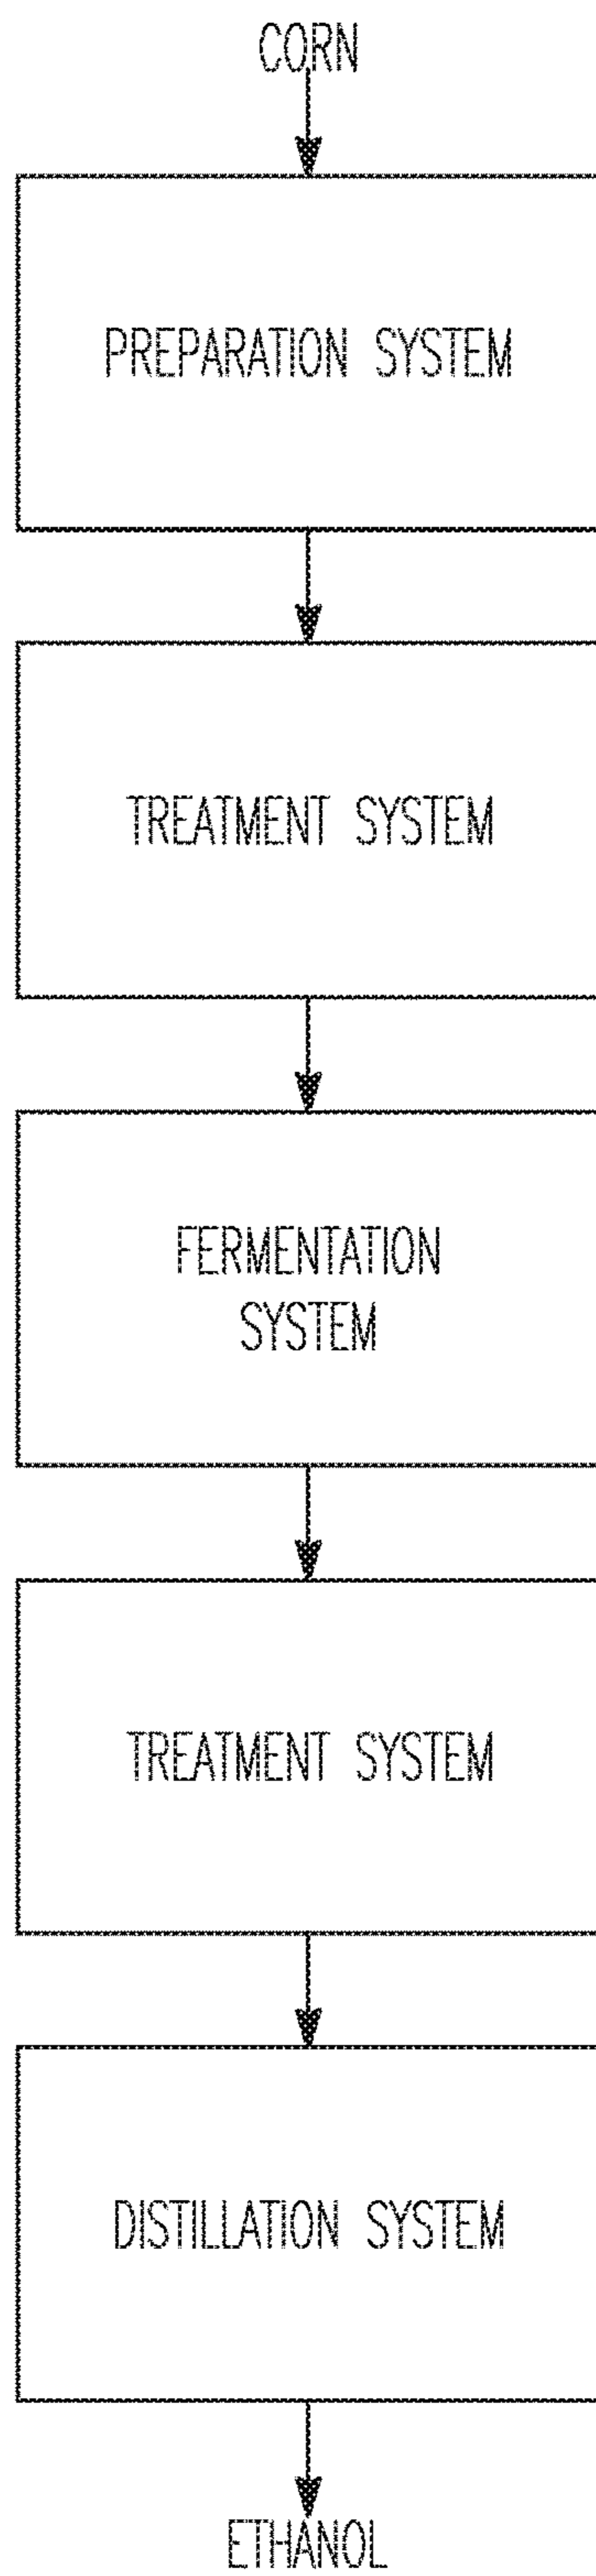 CORN
PREPARATION SYSTEM
TREATMENT SYSTEM
FERMENTATION
SYSTEM
TREATMENT SYSTEM
DISTILLATION SYSTEM
ETHANOL